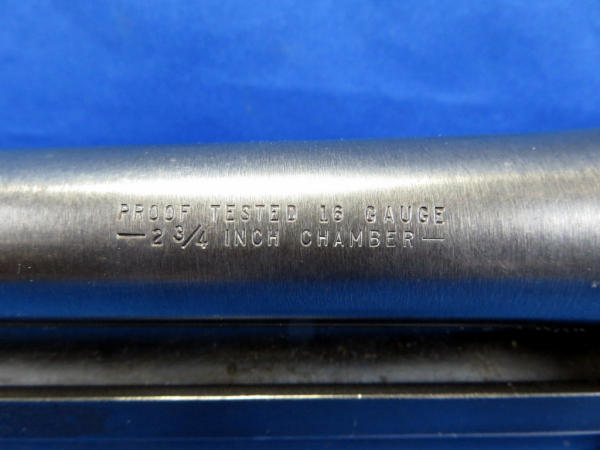 PROOF TESTED 16 GAUGE
—2 3/4 INCH CHAMBER—